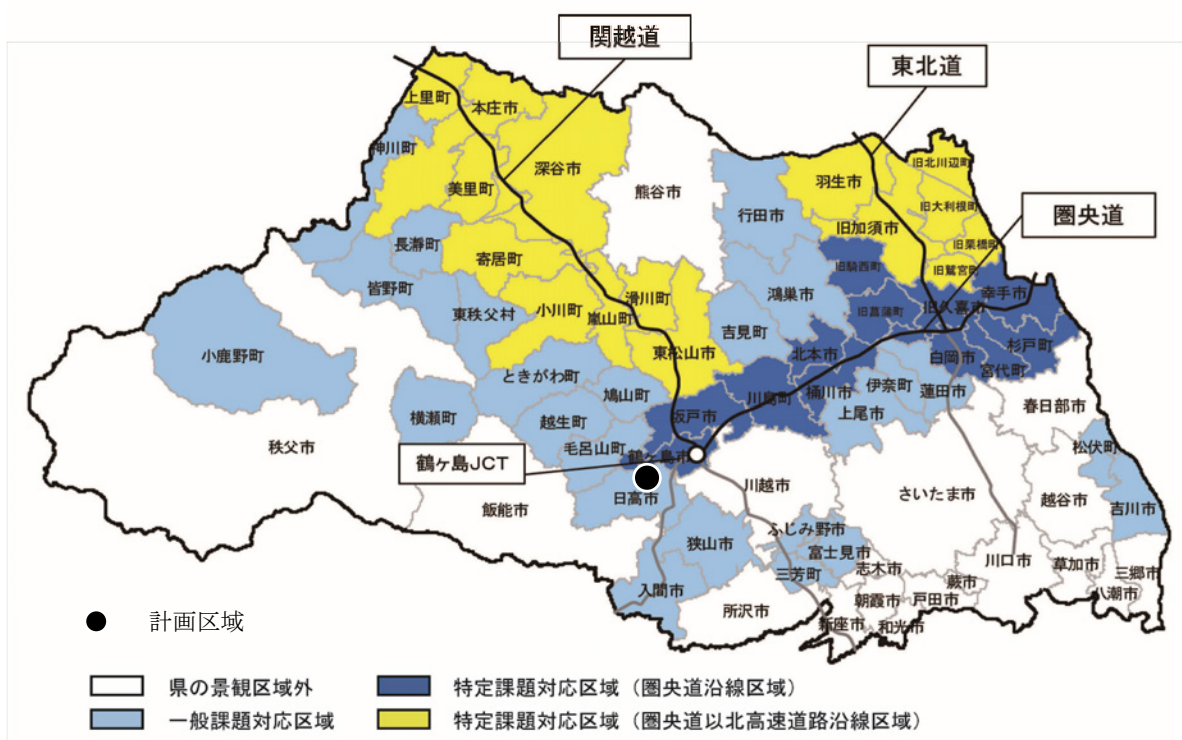 関越道
東北道
上里町
本庄市
旧北川辺町
神川町
深谷市
羽生市
美里町
熊谷市
旧大利根町
圏央道
行田市
旧加須市
長瀞町
旧栗橋町
寄居町
旧騎西町
旧鷲宮町
皆野町
滑川町
鴻巣市
幸手市
東秩父村
小川町
嵐山町
旧菖蒲町
旧久喜市
吉見町
小鹿野町
東松山市
北本市
白岡市
杉戸町
ときがわ町
宮代町
鳩山町
川島町
桶川市
伊奈町
蓮田市
横瀬町
越生町
坂戸市
上尾市
春日部市
秩父市
毛呂山町
松伏町
鶴ヶ島JCT
鶴ヶ島市
川越市
さいたま市
越谷市
日高市
飯能市
吉川市
ふじみ野市
狭山市
富士見市
川口市
志木市
草加市
三郷市
三芳町
入間市
蕨市
八潮市
所沢市
朝霞市
戸田市
新座市
和光市
計画区域
県の景観区域外
特定課題対応区域（圏央道沿線区域）
一般課題対応区域
特定課題対応区域（圏央道以北高速道路沿線区域）